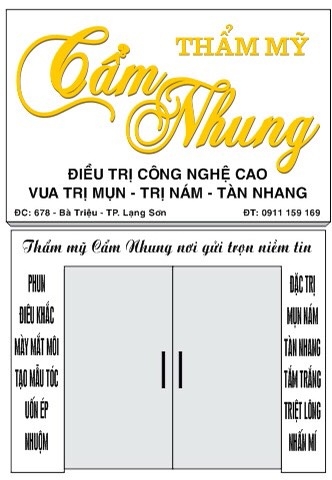 THẨM MỸ
Cẩm Nhung
ĐIỀU TRỊ CÔNG NGHỆ CAO
VUA TRỊ MỤN - TRỊ NÁM - TÀN NHANG
ĐC: 678 - Bà Triệu - TP. Lạng Sơn ĐT: 0911 159 169
Thẩm mỹ Cẩm Nhung nơi gửi trọn niềm tin
PHUN
ĐIÊU KHẮC
MÀY MẮT MÔI
TẠO MẪU TÓC
UỐN ÉP
NHUỘM
ĐẶC TRỊ
MỤN NÁM
TÀN NHANG
TẮM TRẮNG
TRIỆT LÔNG
NHẤN MÍ